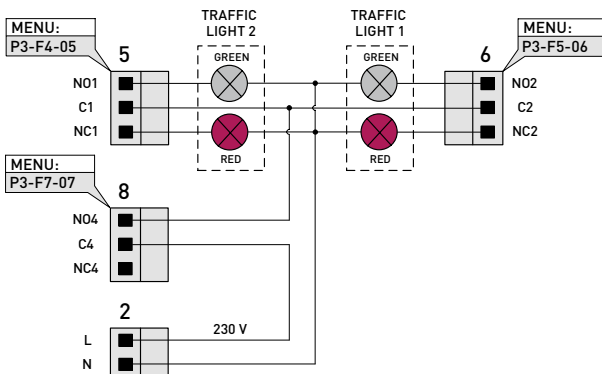 TRAFFIC
LIGHT 2
TRAFFIC
LIGHT 1
MENU:
P3-F4-05
MENU:
P3-F5-06
5
6
GREEN
GREEN
NO1
NO2
C1
C2
NC1
NC2
RED
RED
MENU:
P3-F7-07
8
NO4
C4
NC4
2
230 V
L
N